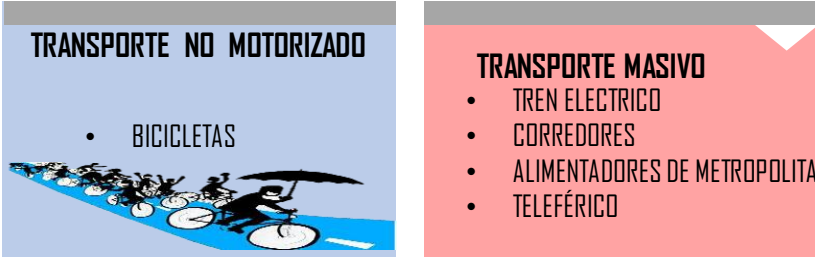 TRANSPORTE NO MOTORIZADO
• BICICLETAS
TRANSPORTE MASIVO
• TREN ELECTRICO
• CORREDORES
• ALIMENTADORES DE METROPOLITA
• TELEFÉRICO